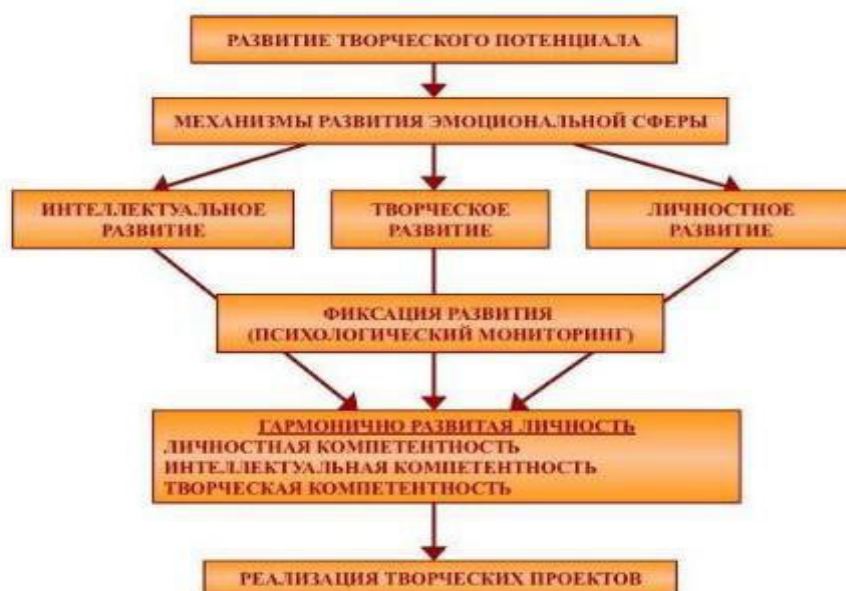 РАЗВИТИЕ ТВОРЧЕСКОГО ПОТЕНЦИАЛА
МЕХАНИЗМЫ РАЗВИТИЯ ЭМОЦИОНАЛЬНОЙ СФЕРЫ
ИНТЕЛЛЕКТУАЛЬНОЕ
РАЗВИТИЕ
ТВОРЧЕСКОЕ
РАЗВИТИЕ
ЛИЧНОСТНОЕ
РАЗВИТИЕ
ФИКСАЦИЯ РАЗВИТИЯ
(ПСИХОЛОГИЧЕСКИЙ МОНИТОРИНГ)
ГАРМОНИЧНО РАЗВИТАЯ ЛИЧНОСТЬ
ЛИЧНОСТНАЯ КОМПЕТЕНТНОСТЬ
ИНТЕЛЛЕКТУАЛЬНАЯ КОМПЕТЕНТНОСТЬ
ТВОРЧЕСКАЯ КОМПЕТЕНТНОСТЬ
РЕАЛИЗАЦИЯ ТВОРЧЕСКИХ ПРОЕКТОВ